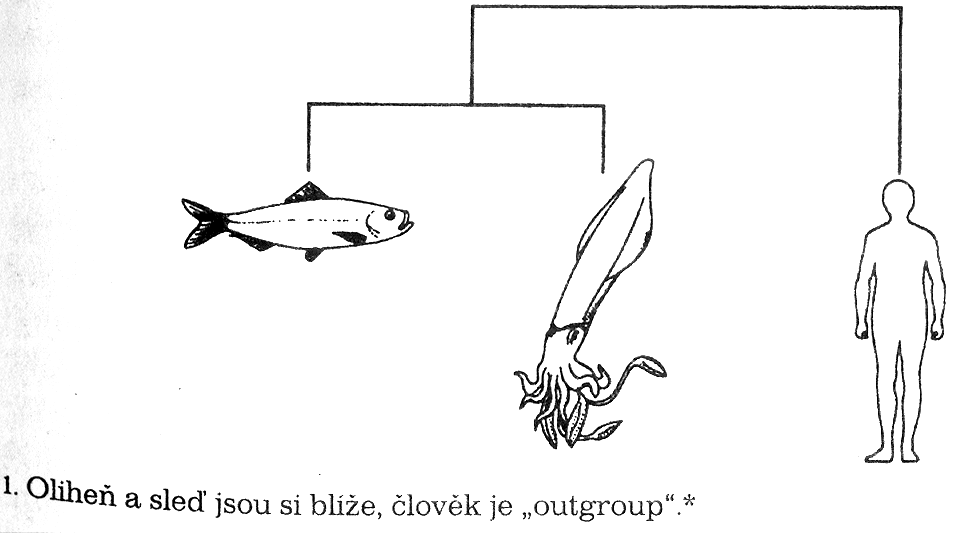 1. Oliheň a sleď jsou si blíže, člověk je „outgroup“.*